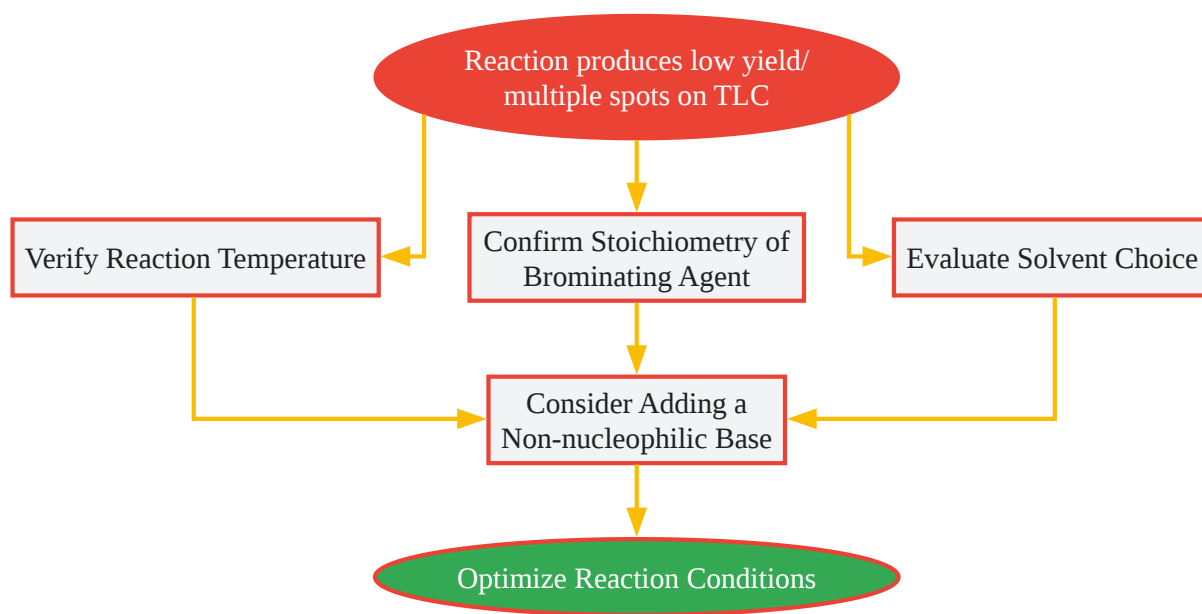 Reaction produces low yield/
multiple spots on TLC
Verify Reaction Temperature
Confirm Stoichiometry of
Brominating Agent
Evaluate Solvent Choice
Consider Adding a
Non-nucleophilic Base
Optimize Reaction Conditions